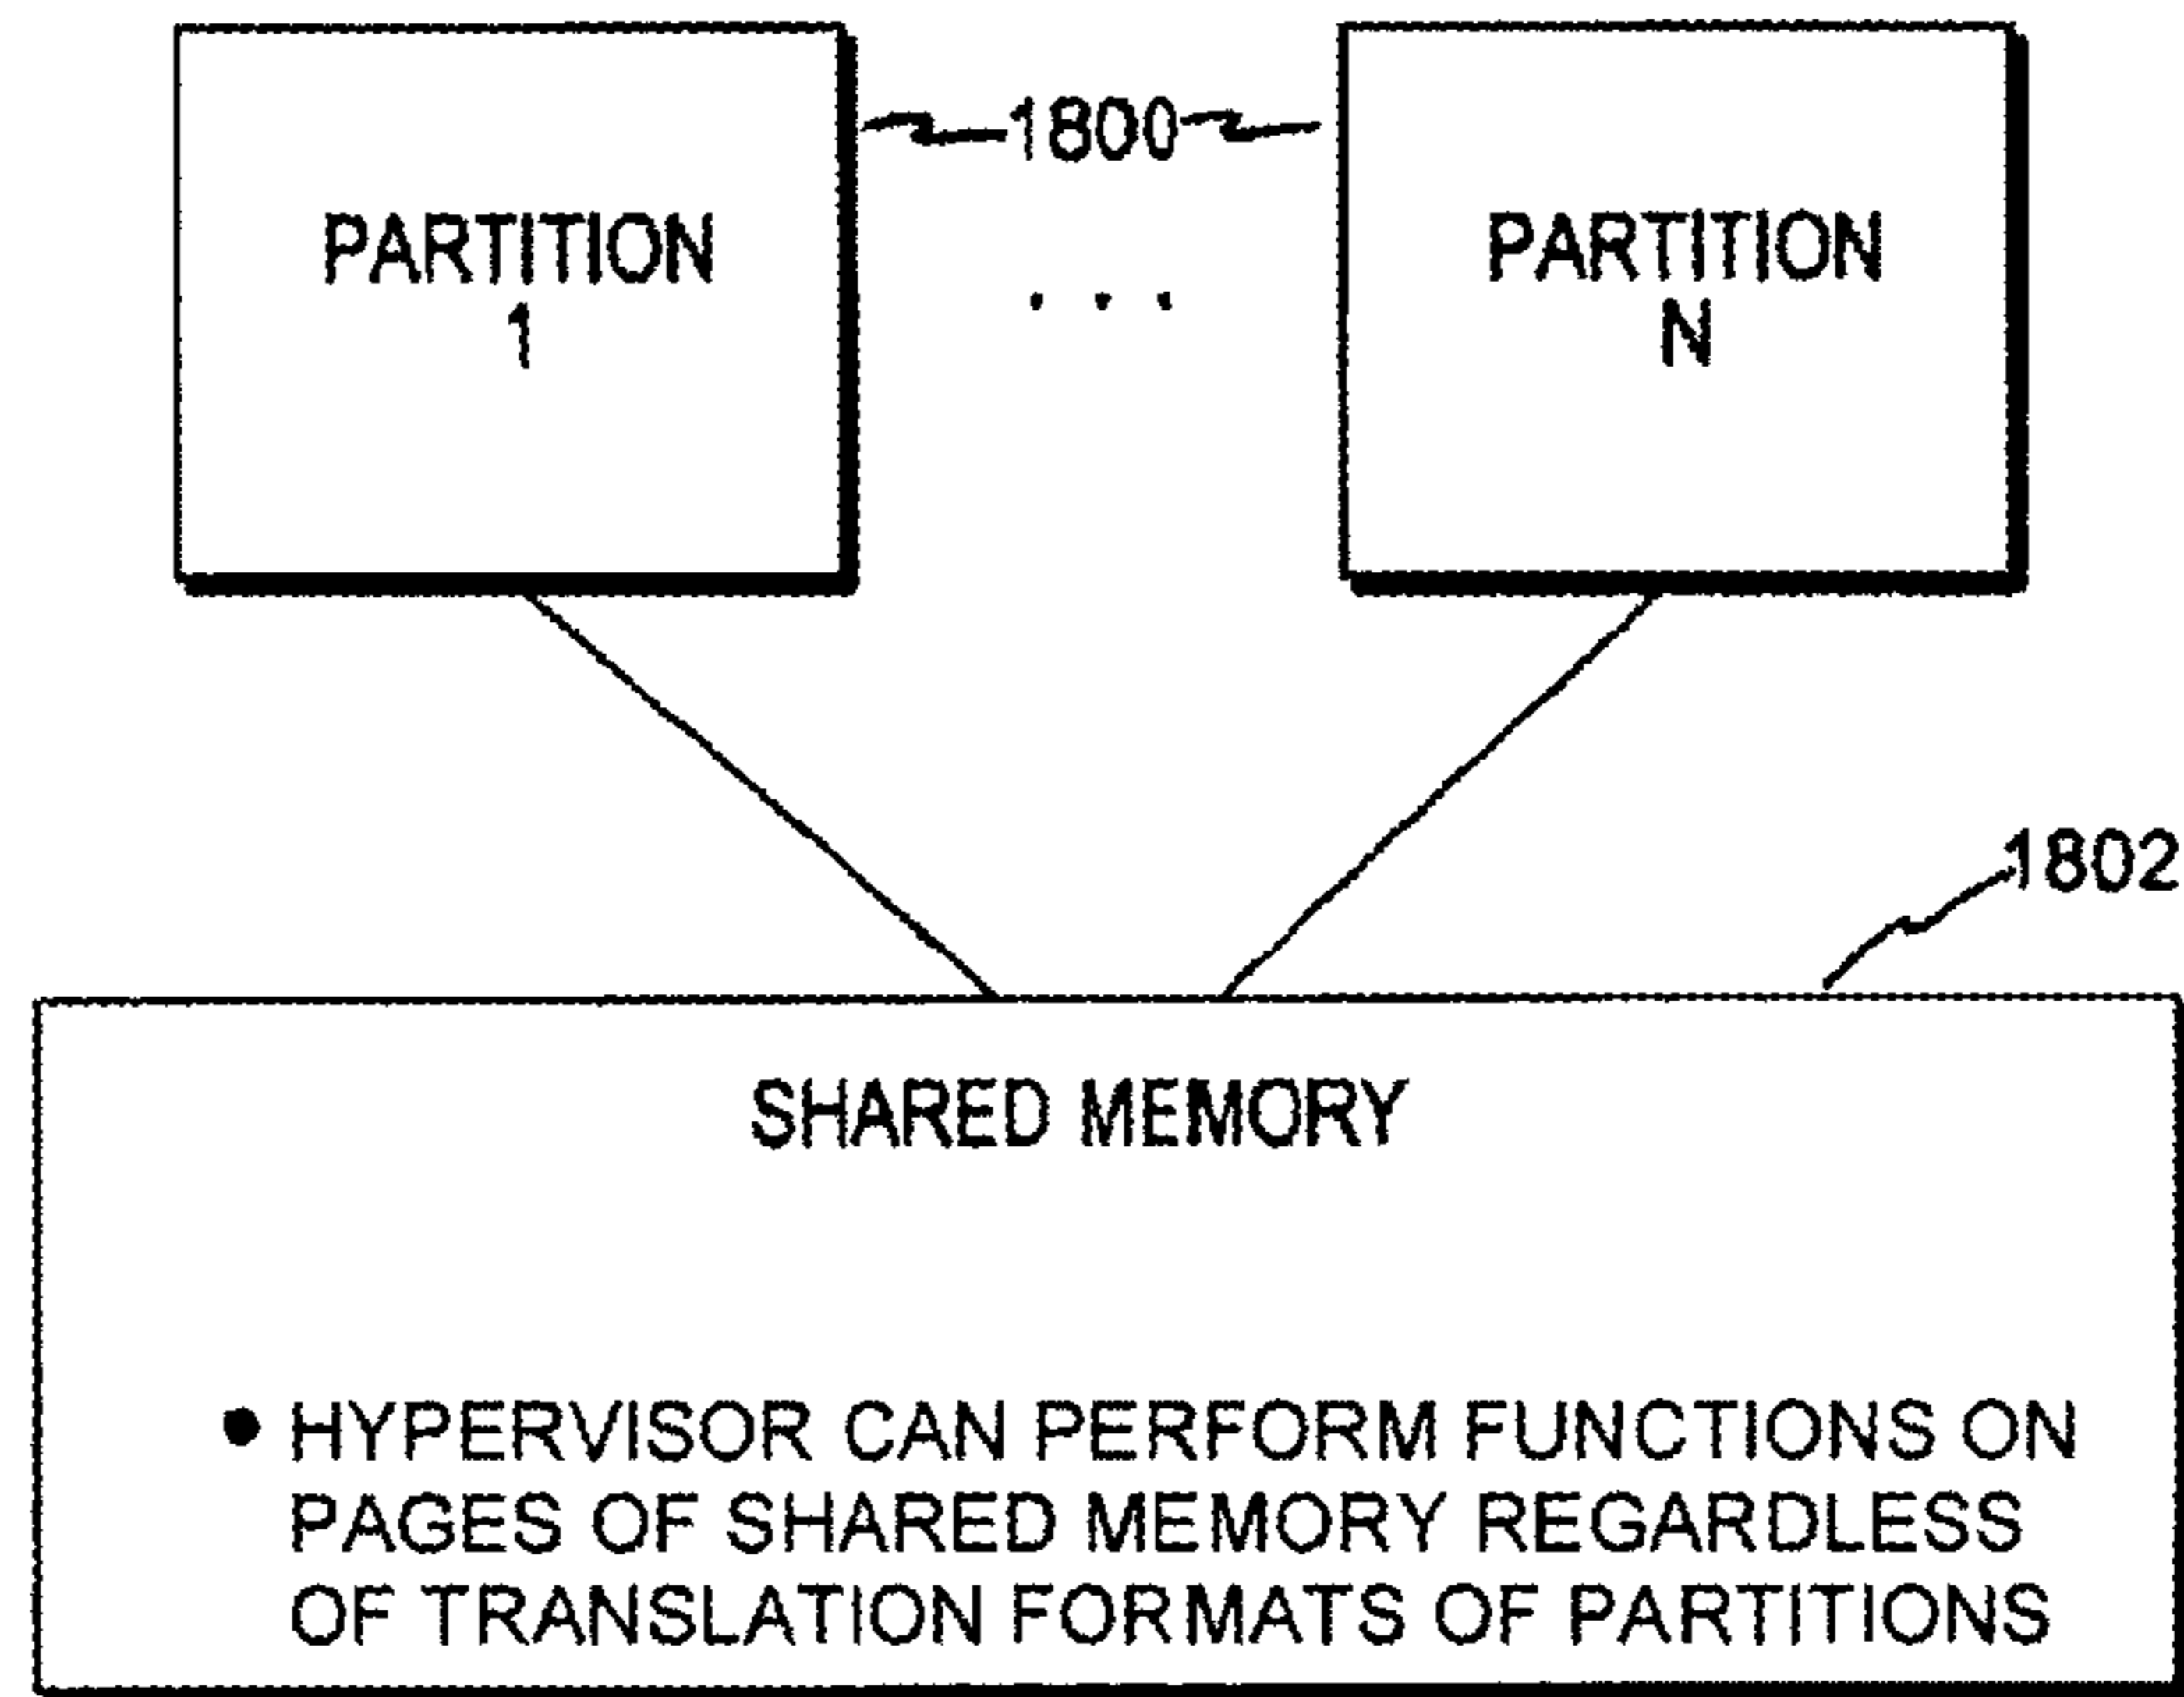 1800
PARTITION
1
. . .
PARTITION
N
1802
SHARED MEMORY
• HYPERVISOR CAN PERFORM FUNCTIONS ON
PAGES OF SHARED MEMORY REGARDLESS
OF TRANSLATION FORMATS OF PARTITIONS